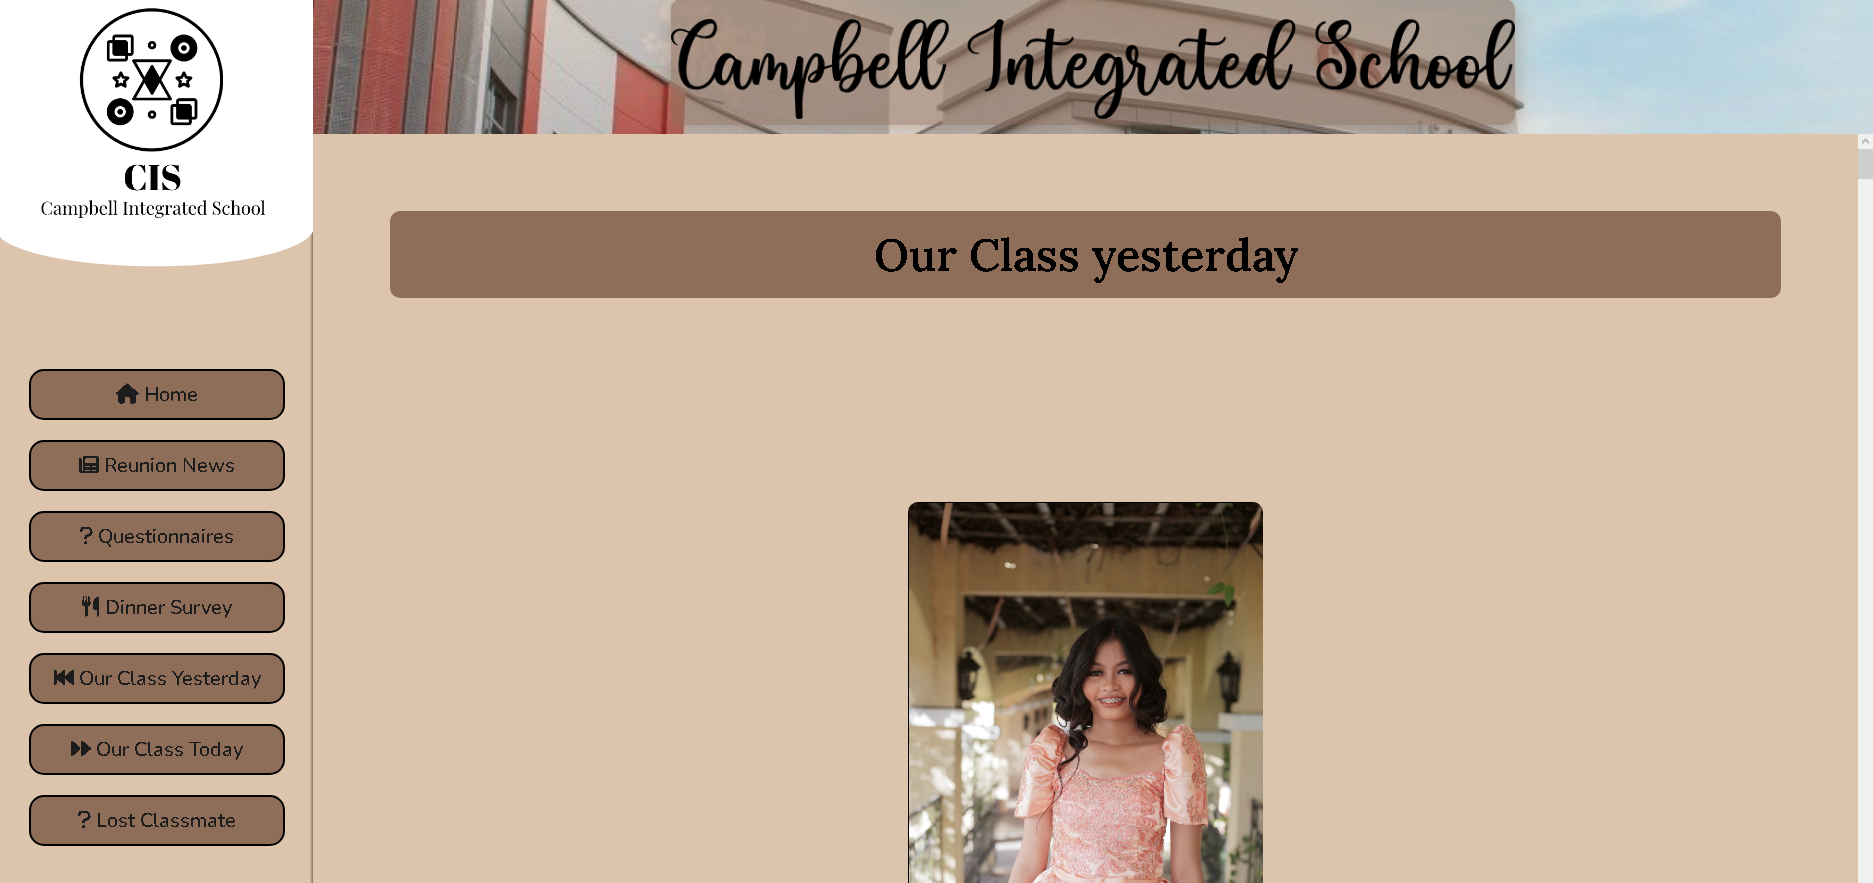 CIS
Campbell Integrated School
Campbell Integrated School
Our Class yesterday
Home
Reunion News
? Questionnaires
Dinner Survey
Our Class Yesterday
Our Class Today
? Lost Classmate